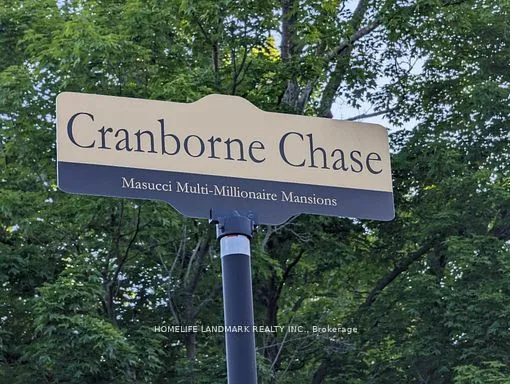 Cranborne Chase
Masucci Multi-Millionaire Mansions
HOMELIFE LANDMARK REALTY INC., Brokerage